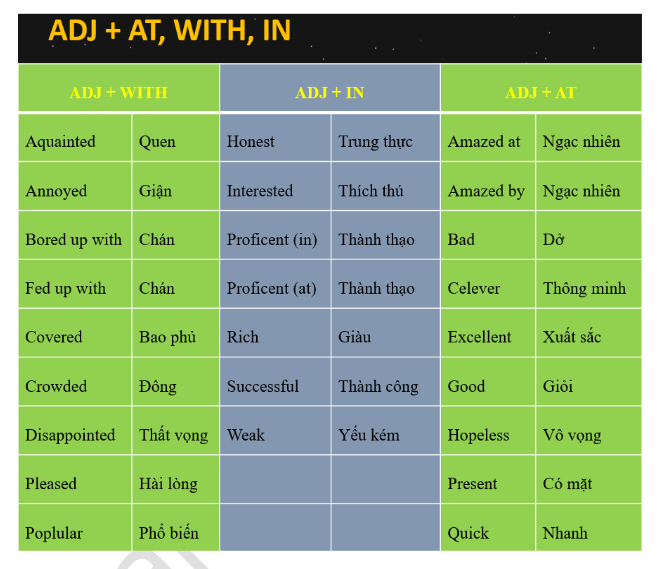 ADJ + AT, WITH, IN
ADJ + WITH ADJ + IN ADJ + AT
Aquainted Quen Honest Trung thực Amazed at Ngạc nhiên
Annoyed Giận Interested Thích thú Amazed by Ngạc nhiên
Bored up with Chán Proficent (in) Thành thạo Bad Dở
Fed up with Chán Proficent (at) Thành thạo Celever Thông minh
Covered Bao phủ Rich Giàu Excellent Xuất sắc
Crowded Đông Successful Thành công Good Giỏi
Disappointed Thất vọng Weak Yếu kém Hopeless Vô vọng
Pleased Hài lòng Present Có mặt
Poplular Phổ biến Quick Nhanh